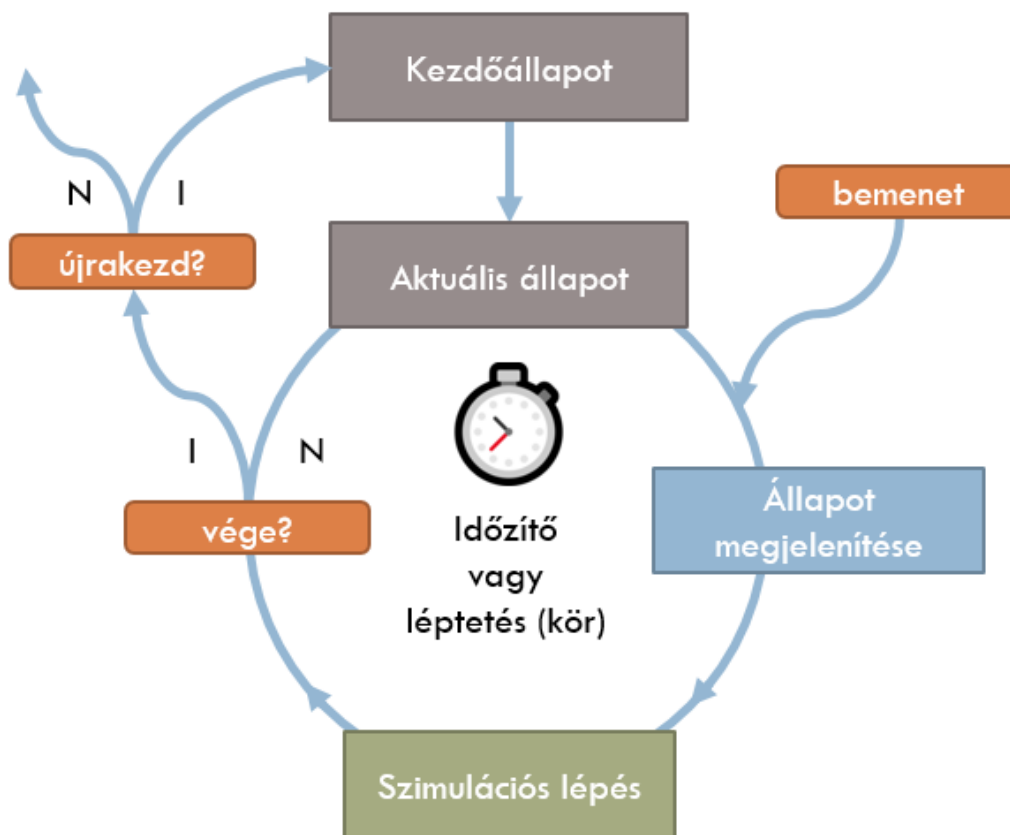 Kezdőállapot
N
I
bemenet
újrakezd?
Aktuális állapot
I
N
Állapot
megjelenítése
vége?
Időzítő
vagy
léptetés (kör)
Szimulációs lépés